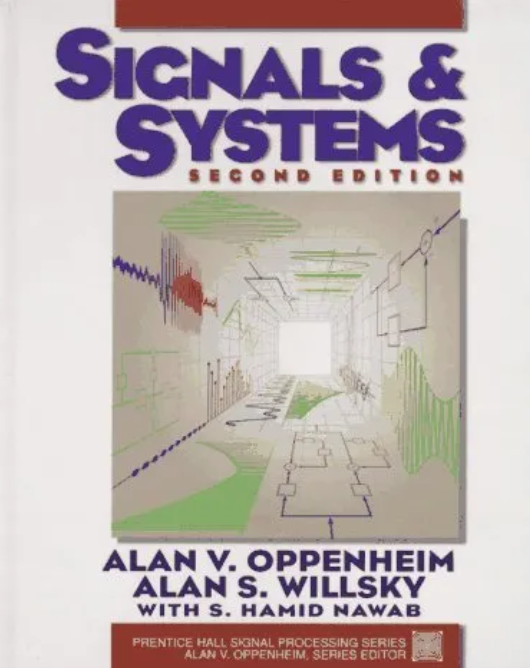 SIGNALS &
SYSTEMS
SECOND EDITION
ALAN V. OPPENHEIM
ALAN S. WILLSKY
WITH S. HAMID NAWAB
PRENTICE HALL SIGNAL PROCESSING SERIES
ALAN V. OPPENHEIM, SERIES EDITOR